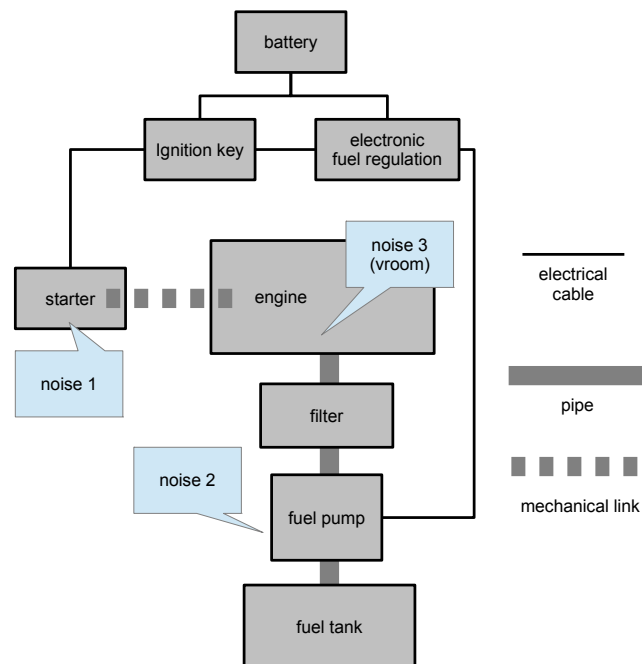 battery
Ignition key
electronic
fuel regulation
noise 3
(vroom)
starter
engine
electrical
cable
noise 1
pipe
filter
noise 2
mechanical link
fuel pump
fuel tank